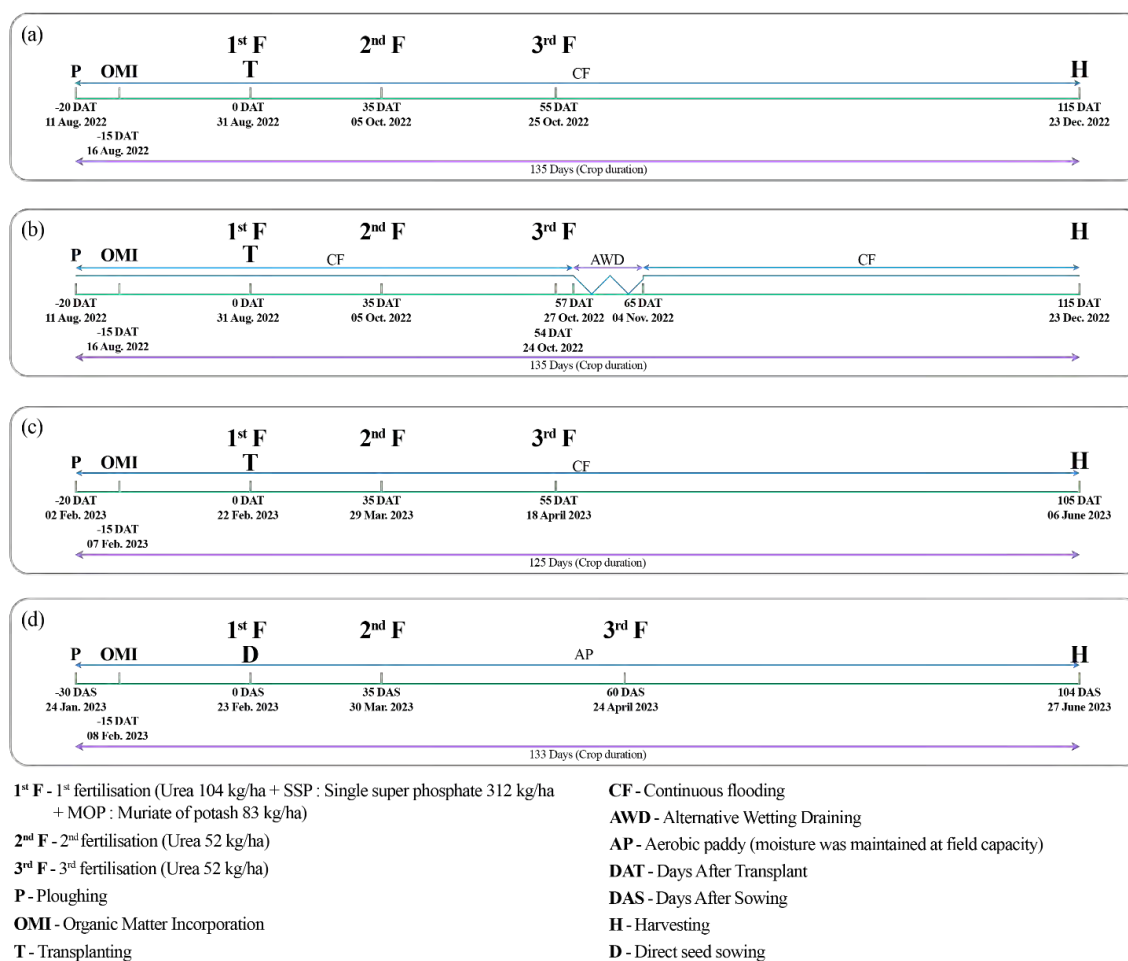 (a)
1st F 2nd F 3rd F
P OMI T CF H
-20 DAT 0 DAT 35 DAT 55 DAT 115 DAT
11 Aug. 2022 31 Aug. 2022 05 Oct. 2022 25 Oct. 2022 23 Dec. 2022
-15 DAT
16 Aug. 2022
135 Days (Crop duration)
(b)
1st F 2nd F 3rd F H
P OMI T CF AWD CF
-20 DAT 0 DAT 35 DAT 57 DAT 65 DAT 115 DAT
11 Aug. 2022 31 Aug. 2022 05 Oct. 2022 27 Oct. 2022 04 Nov. 2022 23 Dec. 2022
-15 DAT 54 DAT
16 Aug. 2022 24 Oct. 2022
135 Days (Crop duration)
(c)
1st F 2nd F 3rd F
P OMI T CF H
-20 DAT 0 DAT 35 DAT 55 DAT 105 DAT
02 Feb. 2023 22 Feb. 2023 29 Mar. 2023 18 April 2023 06 June 2023
-15 DAT
07 Feb. 2023
125 Days (Crop duration)
(d)
1st F 2nd F 3rd F
P OMI D AP H
-30 DAS 0 DAS 35 DAS 60 DAS 104 DAS
24 Jan. 2023 23 Feb. 2023 30 Mar. 2023 24 April 2023 27 June 2023
-15 DAT
08 Feb. 2023
133 Days (Crop duration)
1st F - 1st fertilisation (Urea 104 kg/ha + SSP : Single super phosphate 312 kg/ha
+ MOP : Muriate of potash 83 kg/ha)
2nd F - 2nd fertilisation (Urea 52 kg/ha)
3rd F - 3rd fertilisation (Urea 52 kg/ha)
P - Ploughing
OMI - Organic Matter Incorporation
T - Transplanting
CF - Continuous flooding
AWD - Alternative Wetting Draining
AP - Aerobic paddy (moisture was maintained at field capacity)
DAT - Days After Transplant
DAS - Days After Sowing
H - Harvesting
D - Direct seed sowing